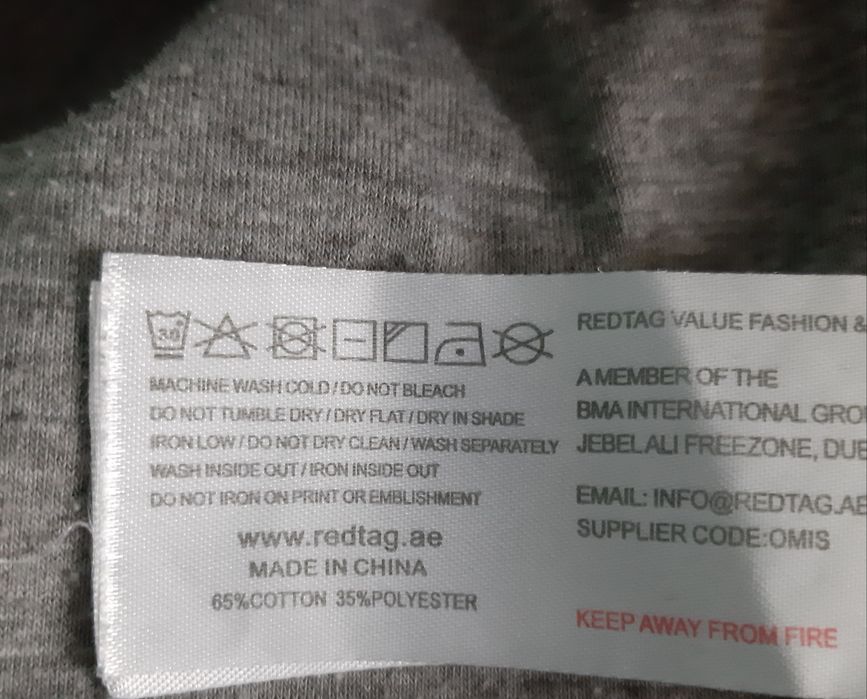 30°
MACHINE WASH COLD / DO NOT BLEACH
DO NOT TUMBLE DRY / DRY FLAT / DRY IN SHADE
IRON LOW / DO NOT DRY CLEAN / WASH SEPARATELY
WASH INSIDE OUT / IRON INSIDE OUT
DO NOT IRON ON PRINT OR EMBLISHMENT
www.redtag.ae
MADE IN CHINA
65%COTTON 35%POLYESTER
REDTAG VALUE FASHION &
A MEMBER OF THE
BMA INTERNATIONAL GRO
JEBEL ALI FREEZONE, DUB
EMAIL: INFO@REDTAG.AE
SUPPLIER CODE:OMIS
KEEP AWAY FROM FIRE